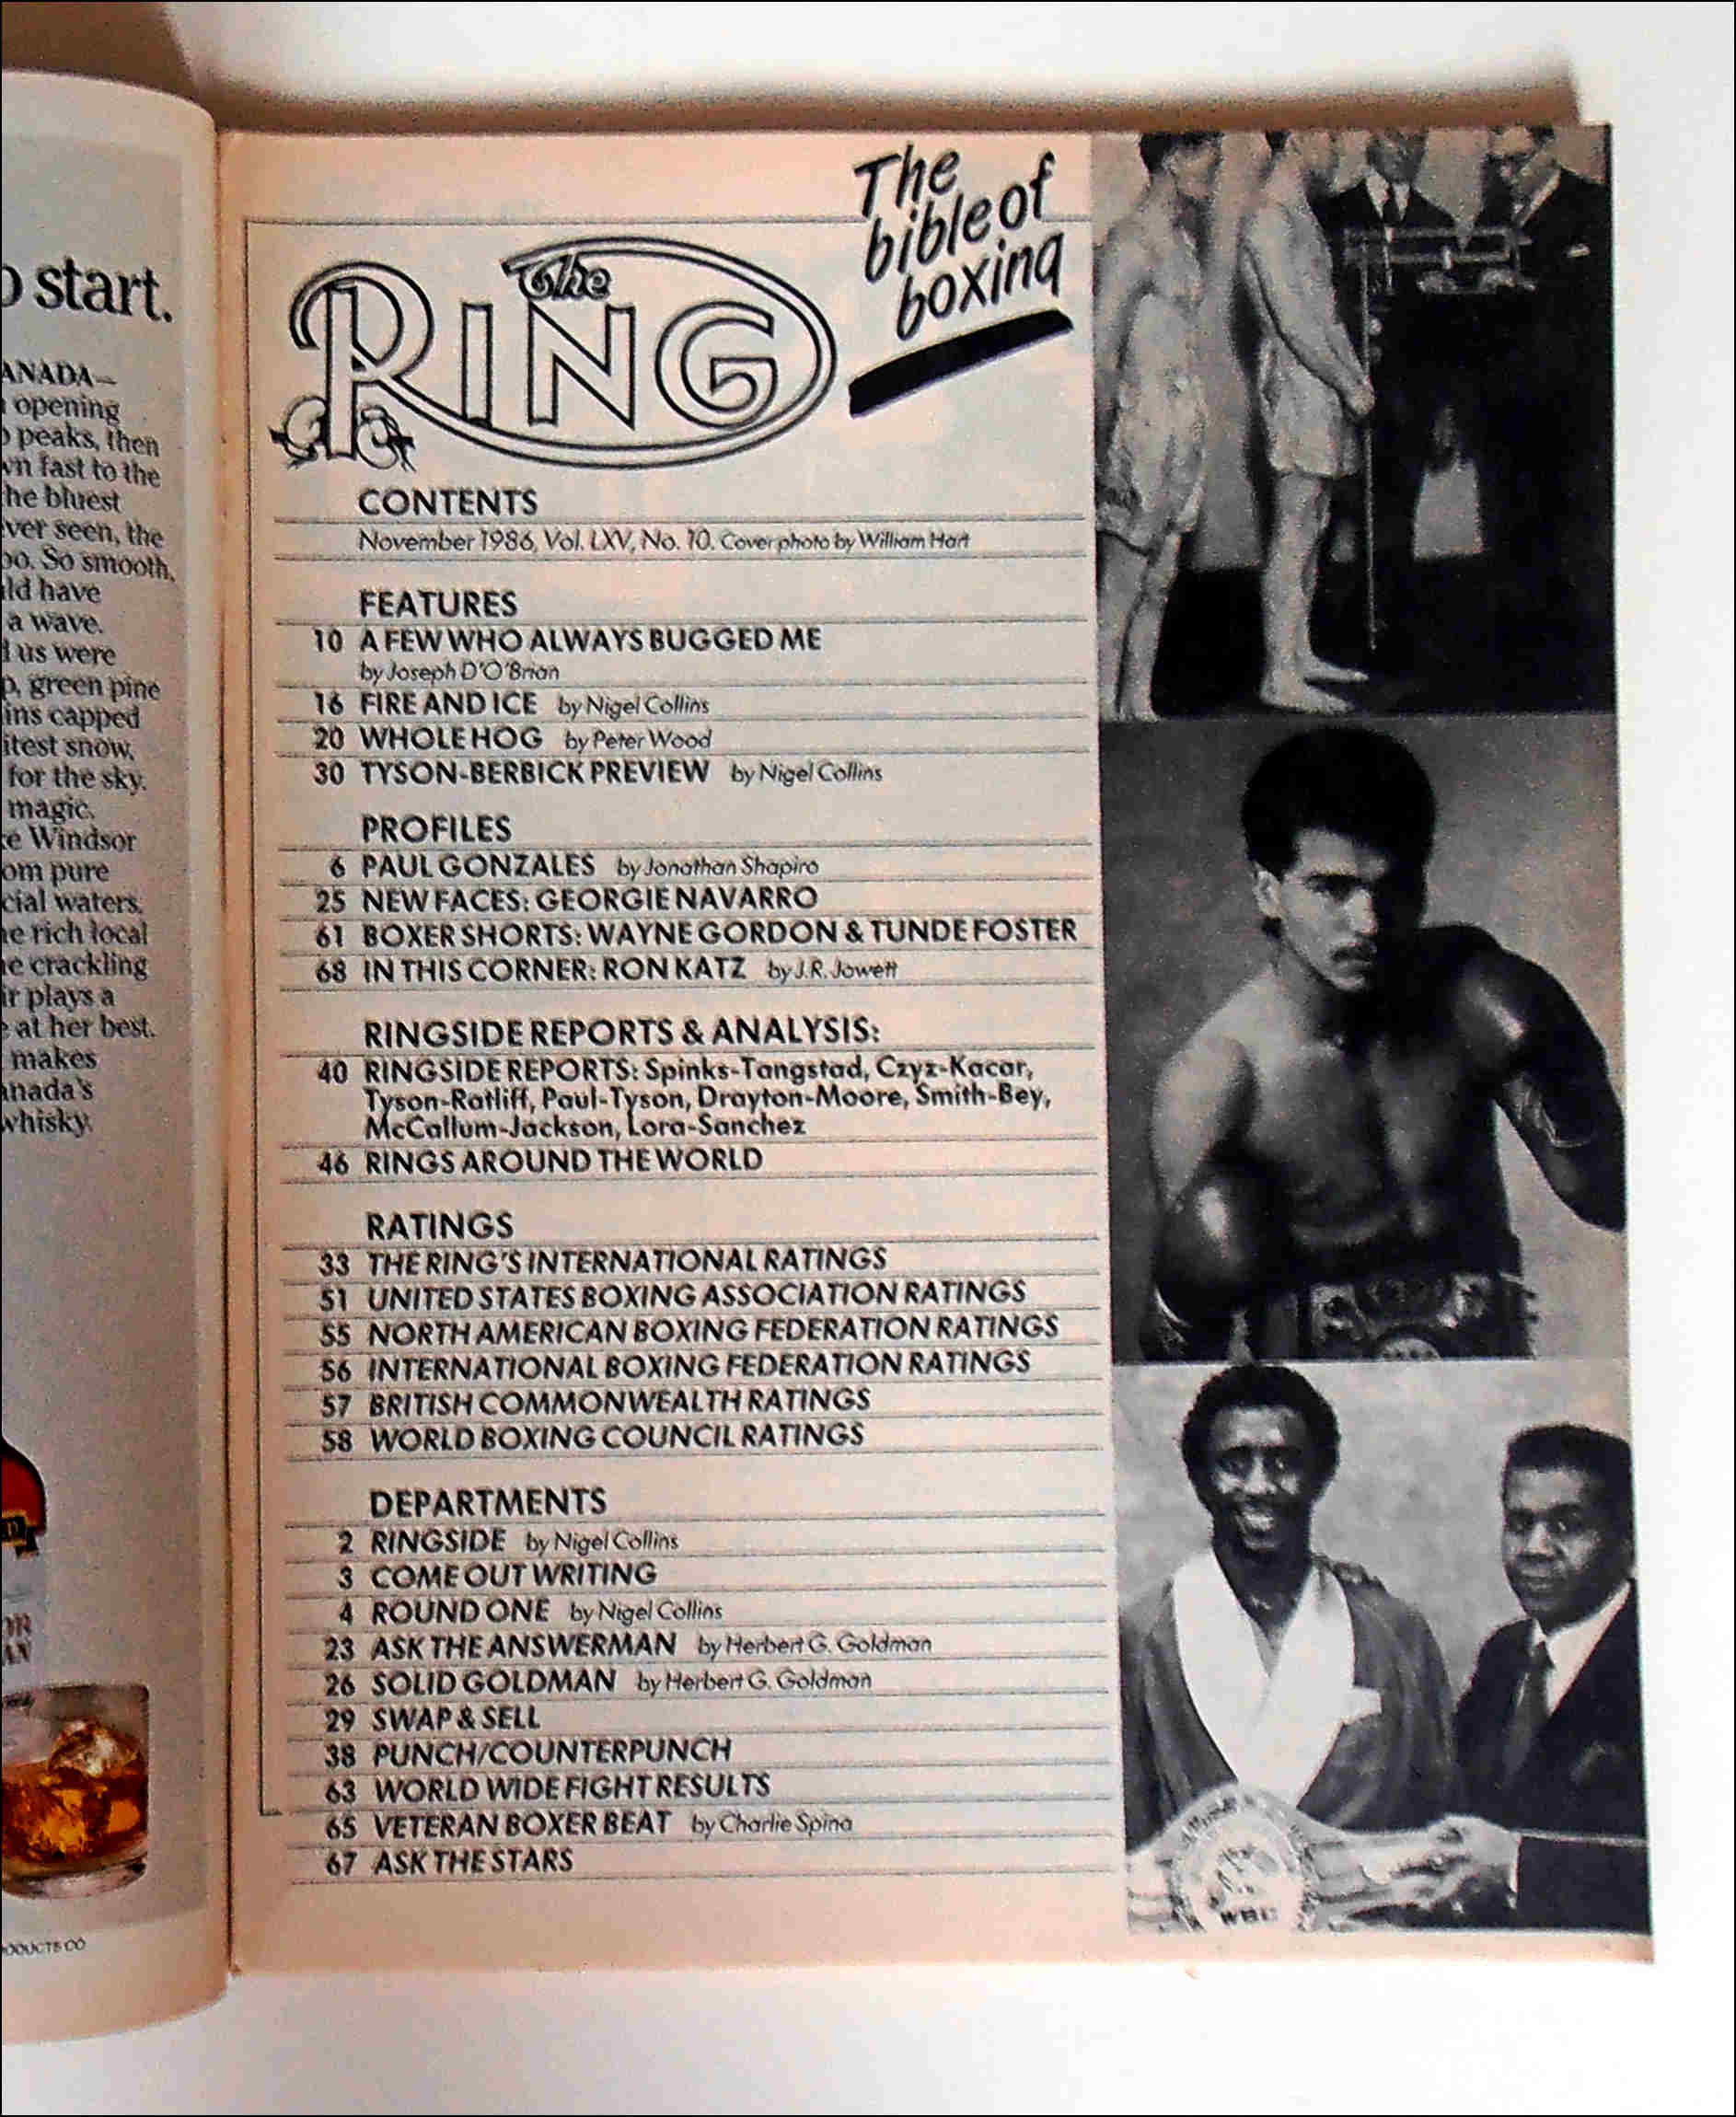 start.
ANADA—
opening
peaks, then
fast to the
the bluest
ver seen, the
So smooth,
have
a wave.
us were
green pine
capped
snow,
for the sky.
magic.
Windsor
om pure
cial waters.
rich local
crackling
plays a
at her best.
makes
anada's
whisky.
The
bible of
boxing
The
RING
CONTENTS
November 1986, Vol. LXV, No. 10. Cover photo by William Hart
FEATURES
10 A FEW WHO ALWAYS BUGGED ME
by Joseph D'O'Brian
16 FIRE AND ICE by Nigel Collins
20 WHOLE HOG by Peter Wood
30 TYSON-BERBICK PREVIEW by Nigel Collins
PROFILES
6 PAUL GONZALES by Jonathan Shapiro
25 NEW FACES: GEORGIE NAVARRO
61 BOXER SHORTS: WAYNE GORDON & TUNDE FOSTER
68 IN THIS CORNER: RON KATZ by J.R. Jowett
RINGSIDE REPORTS & ANALYSIS:
40 RINGSIDE REPORTS: Spinks-Tangstad, Czyz-Kacar,
Tyson-Ratliff, Paul-Tyson, Drayton-Moore, Smith-Bey,
McCallum-Jackson, Lora-Sanchez
46 RINGS AROUND THE WORLD
RATINGS
33 THE RING'S INTERNATIONAL RATINGS
51 UNITED STATES BOXING ASSOCIATION RATINGS
55 NORTH AMERICAN BOXING FEDERATION RATINGS
56 INTERNATIONAL BOXING FEDERATION RATINGS
57 BRITISH COMMONWEALTH RATINGS
58 WORLD BOXING COUNCIL RATINGS
DEPARTMENTS
2 RINGSIDE by Nigel Collins
3 COME OUT WRITING
4 ROUND ONE by Nigel Collins
23 ASK THE ANSWERMAN by Herbert G. Goldman
26 SOLID GOLDMAN by Herbert G. Goldman
29 SWAP & SELL
38 PUNCH/COUNTERPUNCH
63 WORLD WIDE FIGHT RESULTS
65 VETERAN BOXER BEAT by Charlie Spina
67 ASK THE STARS
WBC